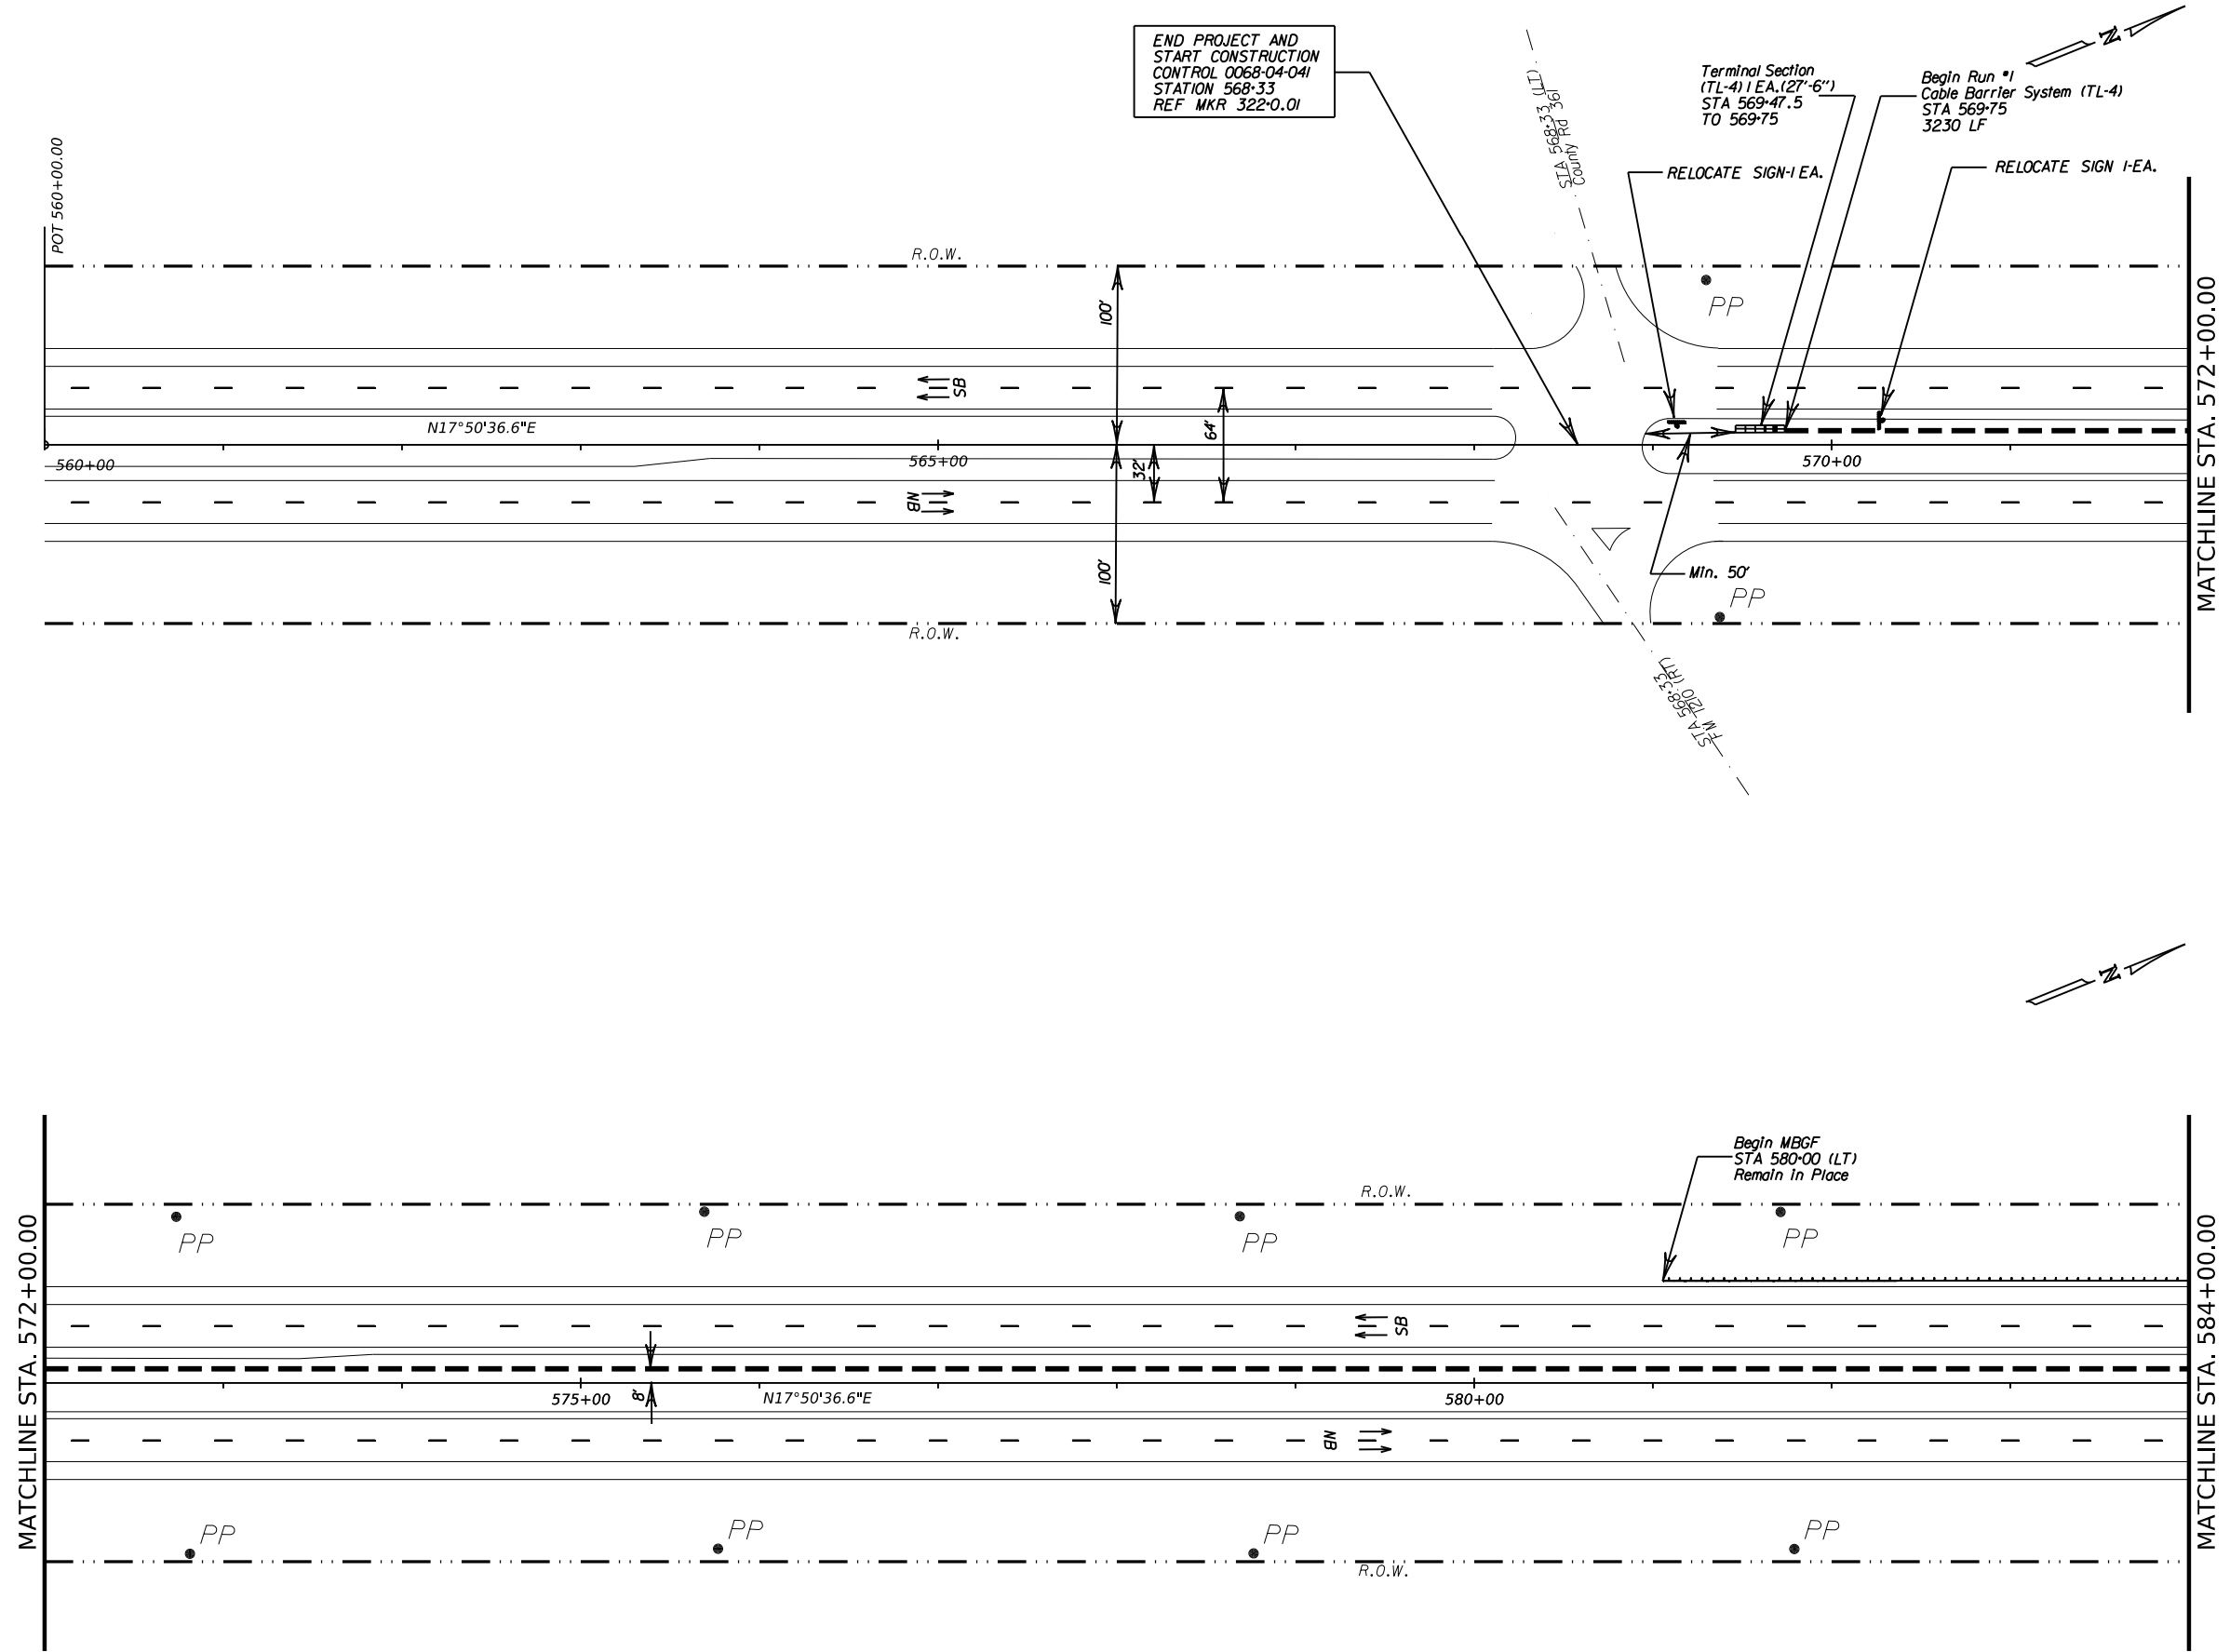 END PROJECT AND
START CONSTRUCTION
CONTROL 0068-04-041
STATION 568+33
REF MKR 322+0.01
STA 568+33 (LT)
County Rd 361
Terminal Section
(TL-4) 1 EA.(27'-6")
STA 569+47.5
TO 569+75
Begin Run #1
Cable Barrier System (TL-4)
STA 569+75
3230 LF
N
POT 560+00.00
RELOCATE SIGN-1 EA.
RELOCATE SIGN 1-EA.
R.O.W.
100'
PP
SB
64'
N17°50'36.6"E
560+00
565+00
32'
570+00
NB
100'
Min. 50'
PP
R.O.W.
STA 568+33
FM 1210 (RT)
MATCHLINE STA. 572+00.00
N
MATCHLINE STA. 572+00.00
Begin MBGF
STA 580+00 (LT)
Remain in Place
R.O.W.
PP
PP
PP
PP
SB
575+00
8'
N17°50'36.6"E
580+00
NB
PP
PP
PP
PP
R.O.W.
MATCHLINE STA. 584+00.00